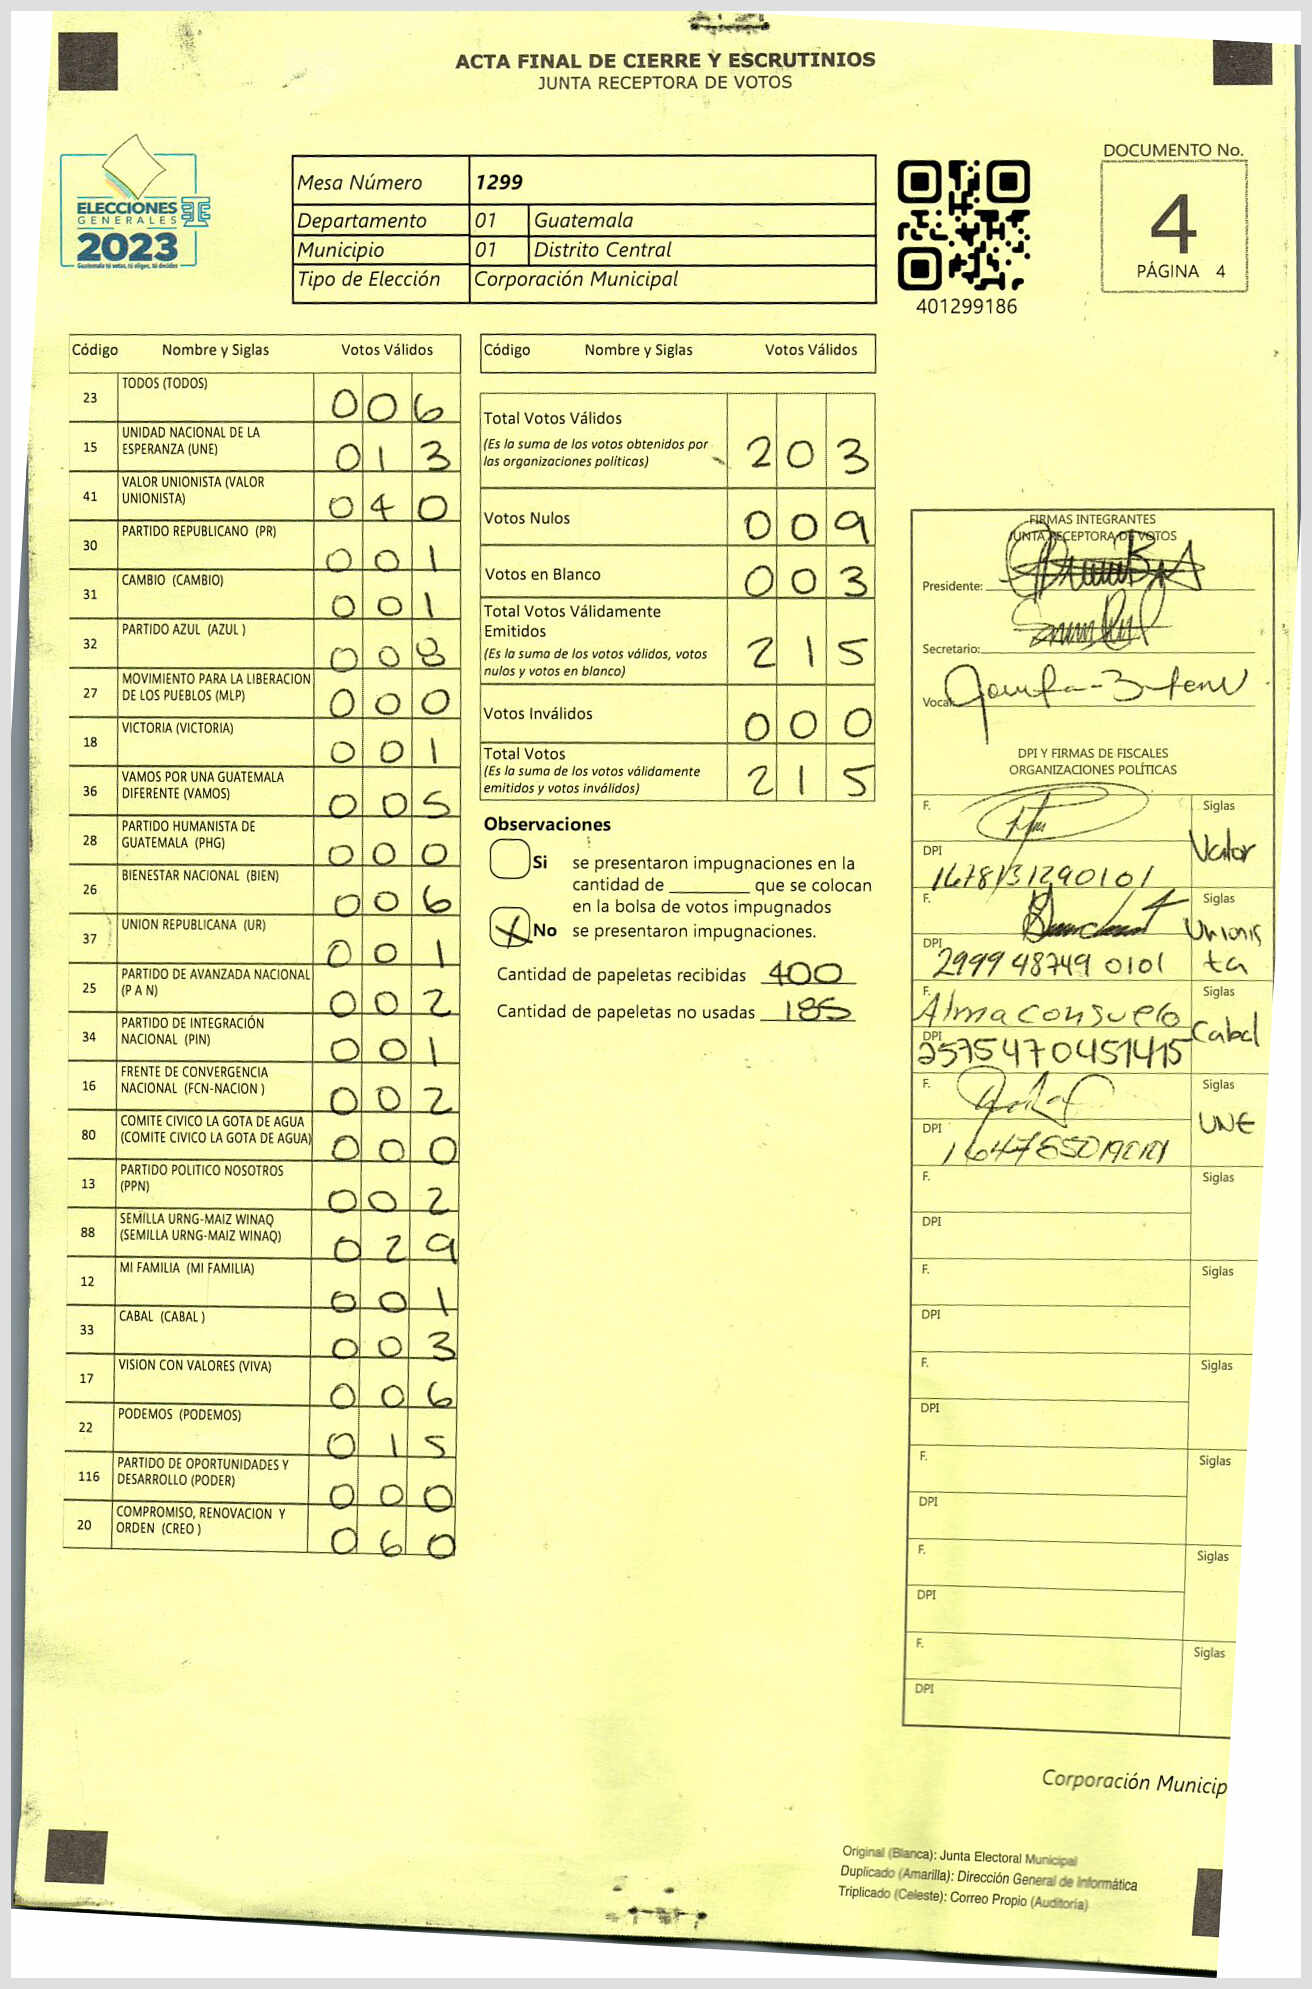 ACTA FINAL DE CIERRE Y ESCRUTINIOS
JUNTA RECEPTORA DE VOTOS
ELECCIONES
GENERALES
2023
Guatemala tú votas, tú eliges, tú decides
Mesa Número 1299
Departamento 01 Guatemala
Municipio 01 Distrito Central
Tipo de Elección Corporación Municipal
401299186
DOCUMENTO No.
4
PÁGINA 4
Código Nombre y Siglas Votos Válidos
23 TODOS (TODOS) 006
15 UNIDAD NACIONAL DE LA
ESPERANZA (UNE) 013
41 VALOR UNIONISTA (VALOR
UNIONISTA) 040
30 PARTIDO REPUBLICANO (PR) 001
31 CAMBIO (CAMBIO) 001
32 PARTIDO AZUL (AZUL ) 008
27 MOVIMIENTO PARA LA LIBERACION
DE LOS PUEBLOS (MLP) 000
18 VICTORIA (VICTORIA) 001
36 VAMOS POR UNA GUATEMALA
DIFERENTE (VAMOS) 005
28 PARTIDO HUMANISTA DE
GUATEMALA (PHG) 000
26 BIENESTAR NACIONAL (BIEN) 006
37 UNION REPUBLICANA (UR) 001
25 PARTIDO DE AVANZADA NACIONAL
(P A N) 002
34 PARTIDO DE INTEGRACIÓN
NACIONAL (PIN) 001
16 FRENTE DE CONVERGENCIA
NACIONAL (FCN-NACION ) 002
80 COMITE CIVICO LA GOTA DE AGUA
(COMITE CIVICO LA GOTA DE AGUA) 000
13 PARTIDO POLITICO NOSOTROS
(PPN) 002
88 SEMILLA URNG-MAIZ WINAQ
(SEMILLA URNG-MAIZ WINAQ) 029
12 MI FAMILIA (MI FAMILIA) 001
33 CABAL (CABAL ) 003
17 VISION CON VALORES (VIVA) 006
22 PODEMOS (PODEMOS) 015
116 PARTIDO DE OPORTUNIDADES Y
DESARROLLO (PODER) 000
20 COMPROMISO, RENOVACION Y
ORDEN (CREO ) 060
Código Nombre y Siglas Votos Válidos
Total Votos Válidos
(Es la suma de los votos obtenidos por
las organizaciones políticas) 203
Votos Nulos 009
Votos en Blanco 003
Total Votos Válidamente
Emitidos
(Es la suma de los votos válidos, votos
nulos y votos en blanco) 215
Votos Inválidos 000
Total Votos
(Es la suma de los votos válidamente
emitidos y votos inválidos) 215
Observaciones
Si se presentaron impugnaciones en la
cantidad de ________ que se colocan
en la bolsa de votos impugnados
X No se presentaron impugnaciones.
Cantidad de papeletas recibidas 400
Cantidad de papeletas no usadas 185
FIRMAS INTEGRANTES
JUNTA RECEPTORA DE VOTOS
Presidente:
Secretario:
Vocal:
DPI Y FIRMAS DE FISCALES
ORGANIZACIONES POLÍTICAS
F. Siglas
Valor
DPI 1678131290101
F. Siglas
Unionis
ta
DPI 2999 48749 0101
F. Alma Consuelo Siglas
Cabal
DPI 2575470451415
F. Siglas
UNE
DPI
F. Siglas
DPI
F. Siglas
DPI
F. Siglas
DPI
F. Siglas
DPI
F. Siglas
DPI
F. Siglas
DPI
Corporación Municip
Original (Blanca): Junta Electoral Municipal
Duplicado (Amarilla): Dirección General de Informática
Triplicado (Celeste): Correo Propio (Auditoría)